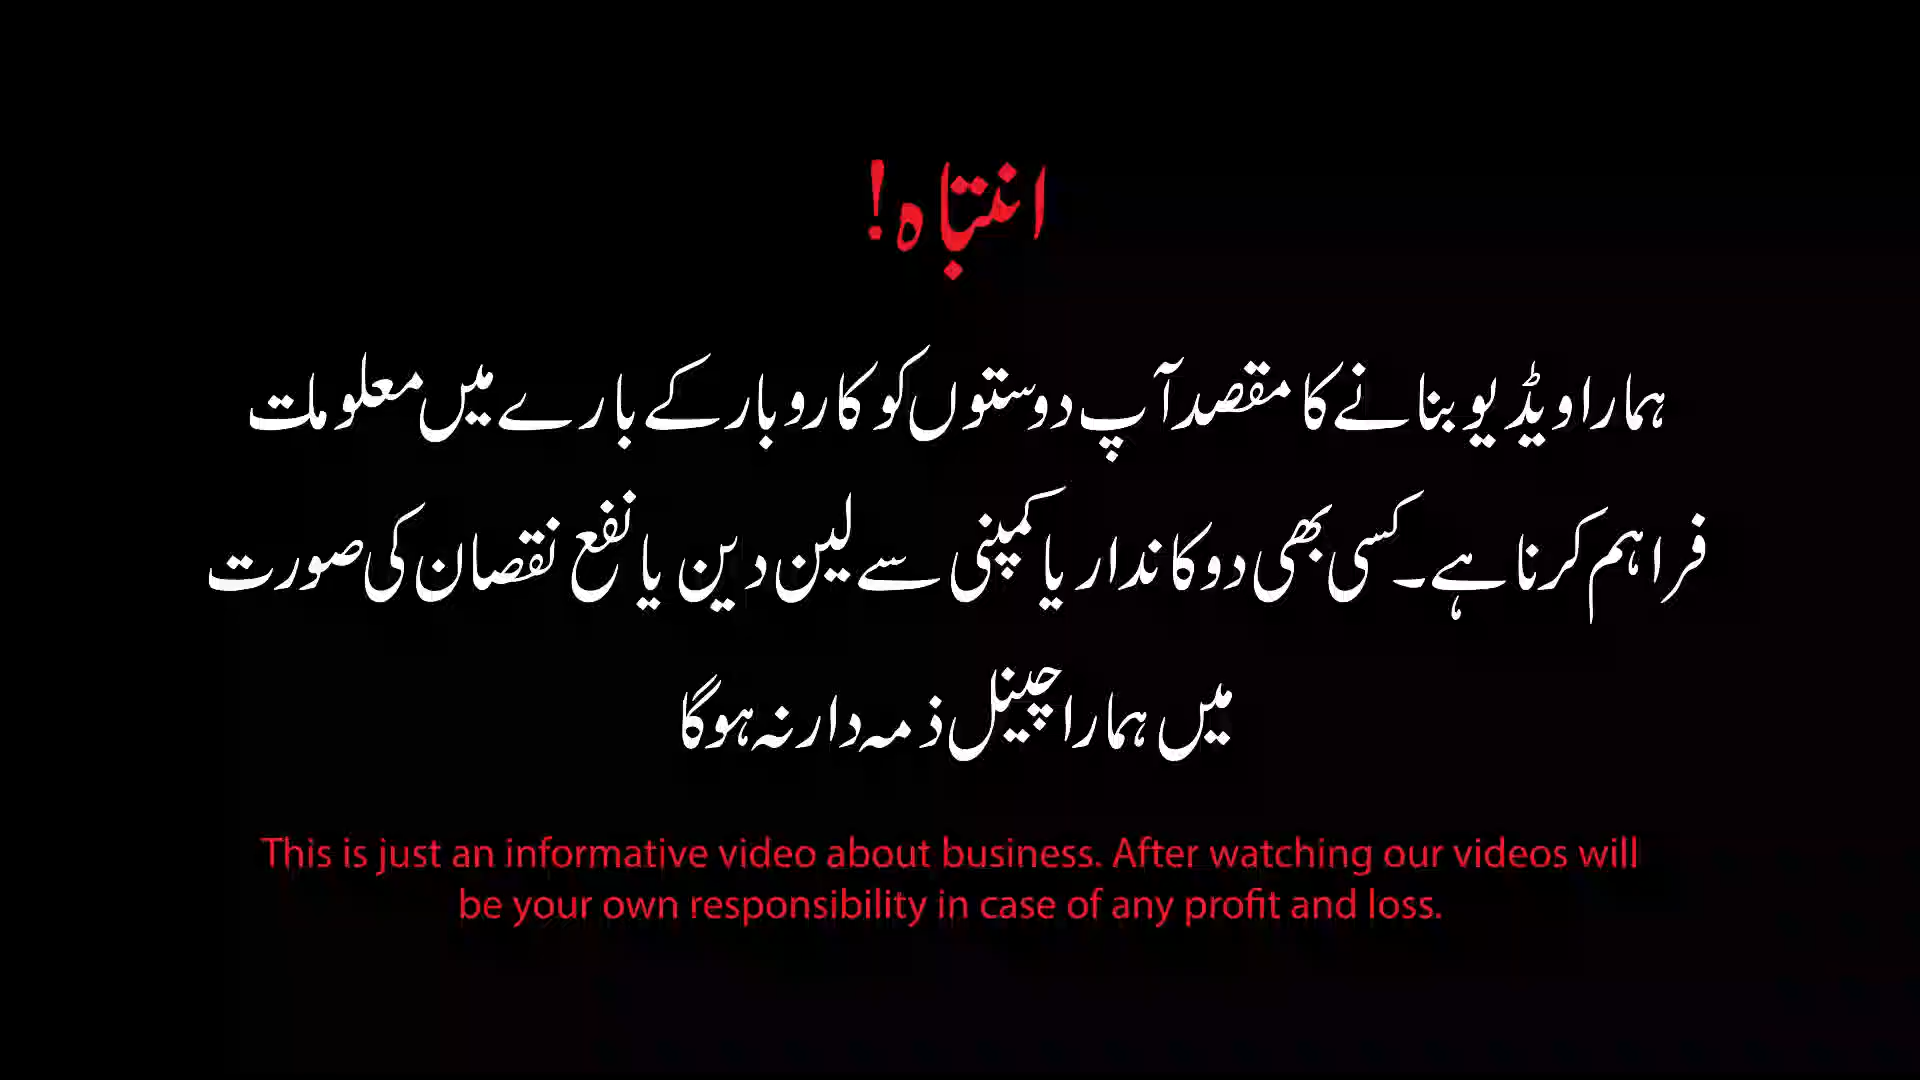 انتباہ!
ہمارا ویڈیو بنانے کا مقصد آپ دوستوں کو کاروبار کے بارے میں معلومات
فراہم کرنا ہے۔ کسی بھی دوکاندار یا کمپنی سے لین دین یا نفع نقصان کی صورت
میں ہمارا چینل ذمہ دار نہ ہوگا
This is just an informative video about business. After watching our videos will
be your own responsibility in case of any profit and loss.